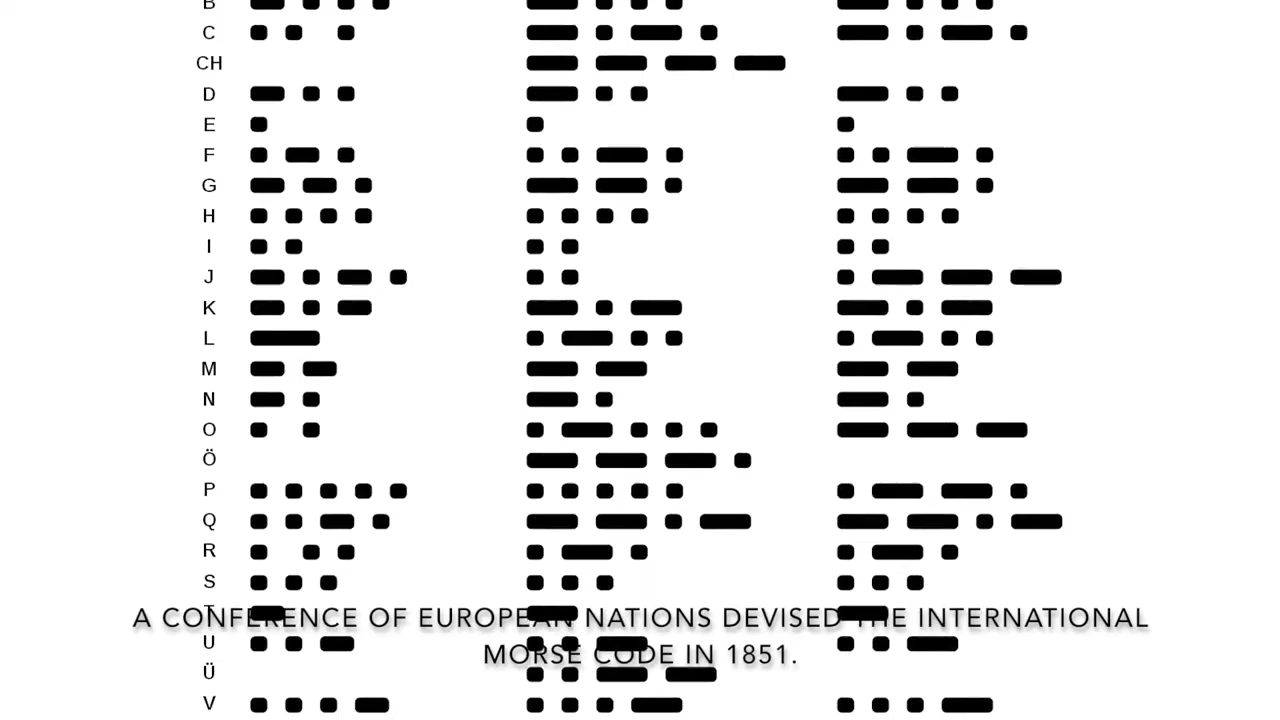 B
C
CH
D
E
F
G
H
I
J
K
L
M
N
O
Ö
P
Q
R
S
T
A CONFERENCE OF EUROPEAN NATIONS DEVISED THE INTERNATIONAL
U
MORSE CODE IN 1851.
Ü
V